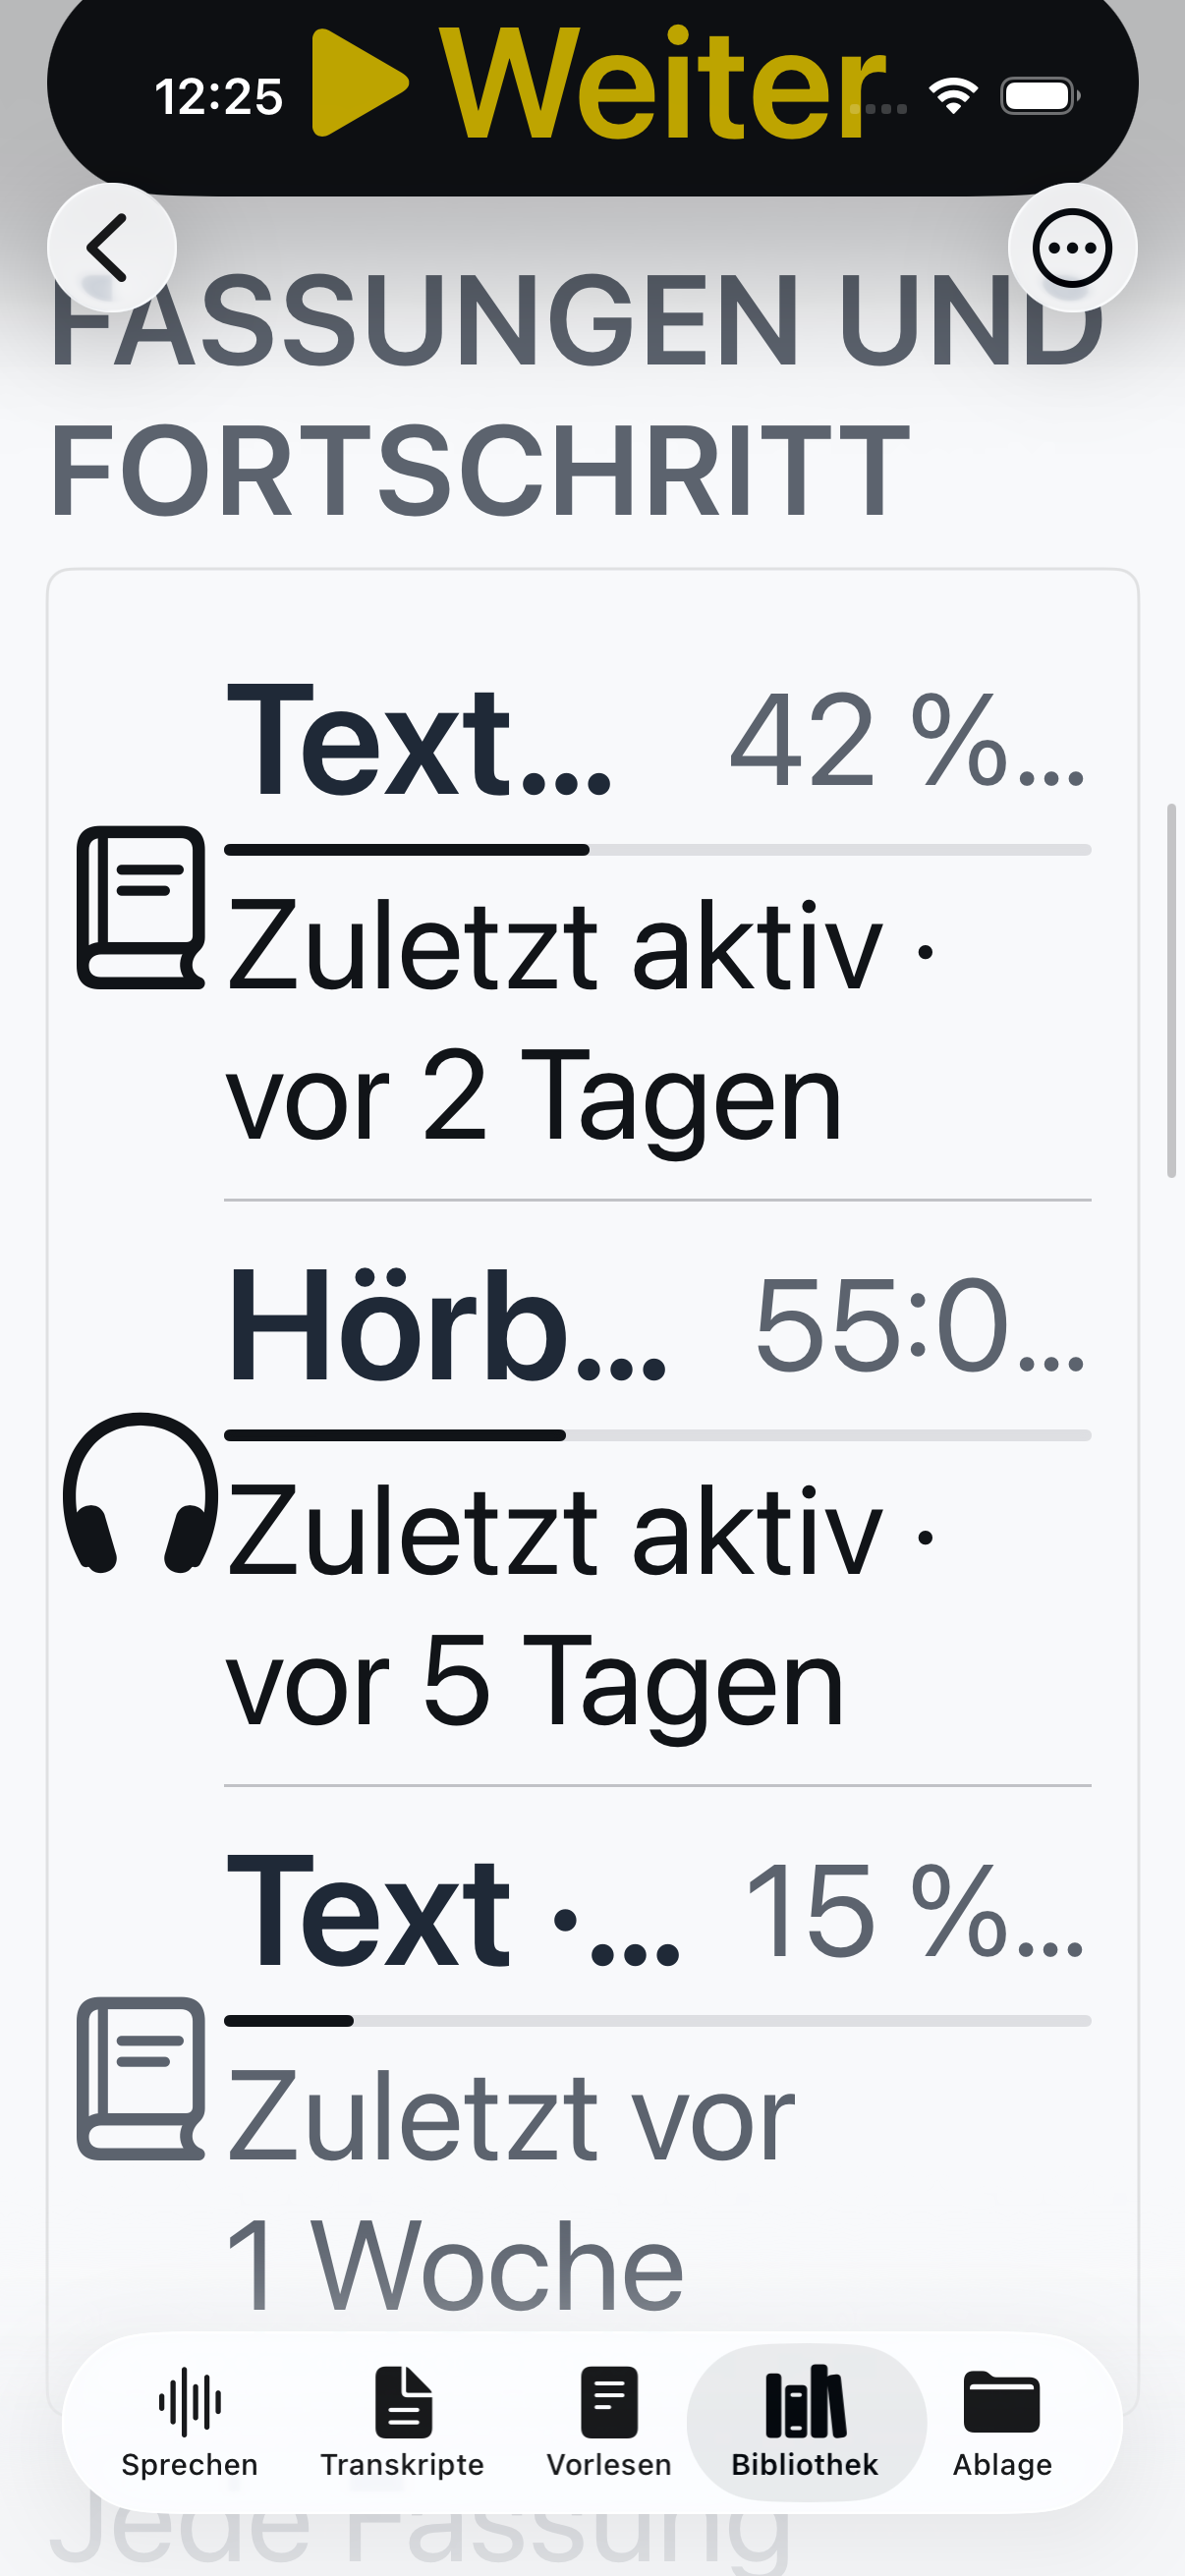 Weiter
12:25
FASSUNGEN UND
FORTSCHRITT
Text... 42 %...
Zuletzt aktiv ·
vor 2 Tagen
Hörb... 55:0...
Zuletzt aktiv ·
vor 5 Tagen
Text ·... 15 %...
Zuletzt vor
1 Woche
Sprechen Transkripte Vorlesen Bibliothek Ablage
Jede Fassung